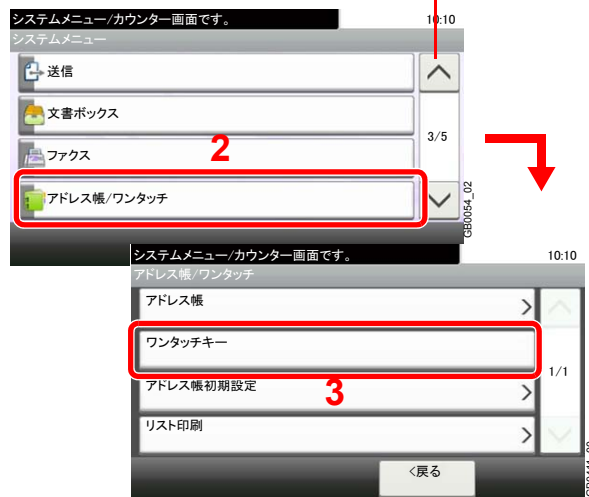 システムメニュー/カウンター画面です。 10:10
システムメニュー
送信
文書ボックス
3/5
ファクス
2
アドレス帳/ワンタッチ
GB0054_02
システムメニュー/カウンター画面です。 10:10
アドレス帳/ワンタッチ
アドレス帳
ワンタッチキー
1/1
アドレス帳初期設定
3
リスト印刷
<戻る